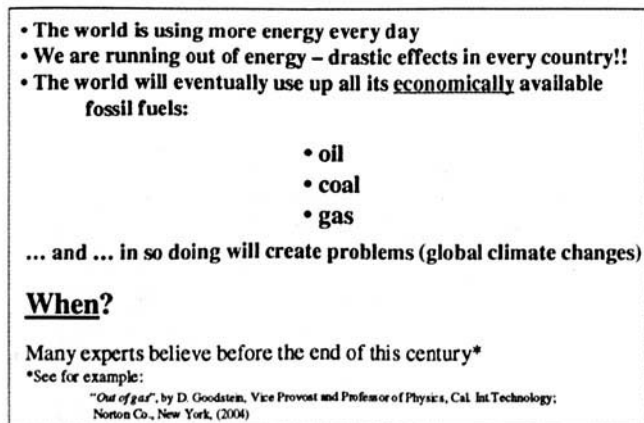 • The world is using more energy every day
• We are running out of energy – drastic effects in every country!!
• The world will eventually use up all its economically available
fossil fuels:
• oil
• coal
• gas
... and ... in so doing will create problems (global climate changes)
When?
Many experts believe before the end of this century*
*See for example:
"Out of gas", by D. Goodstein, Vice Provost and Professor of Physics, Cal. Int Technology;
Norton Co., New York, (2004)